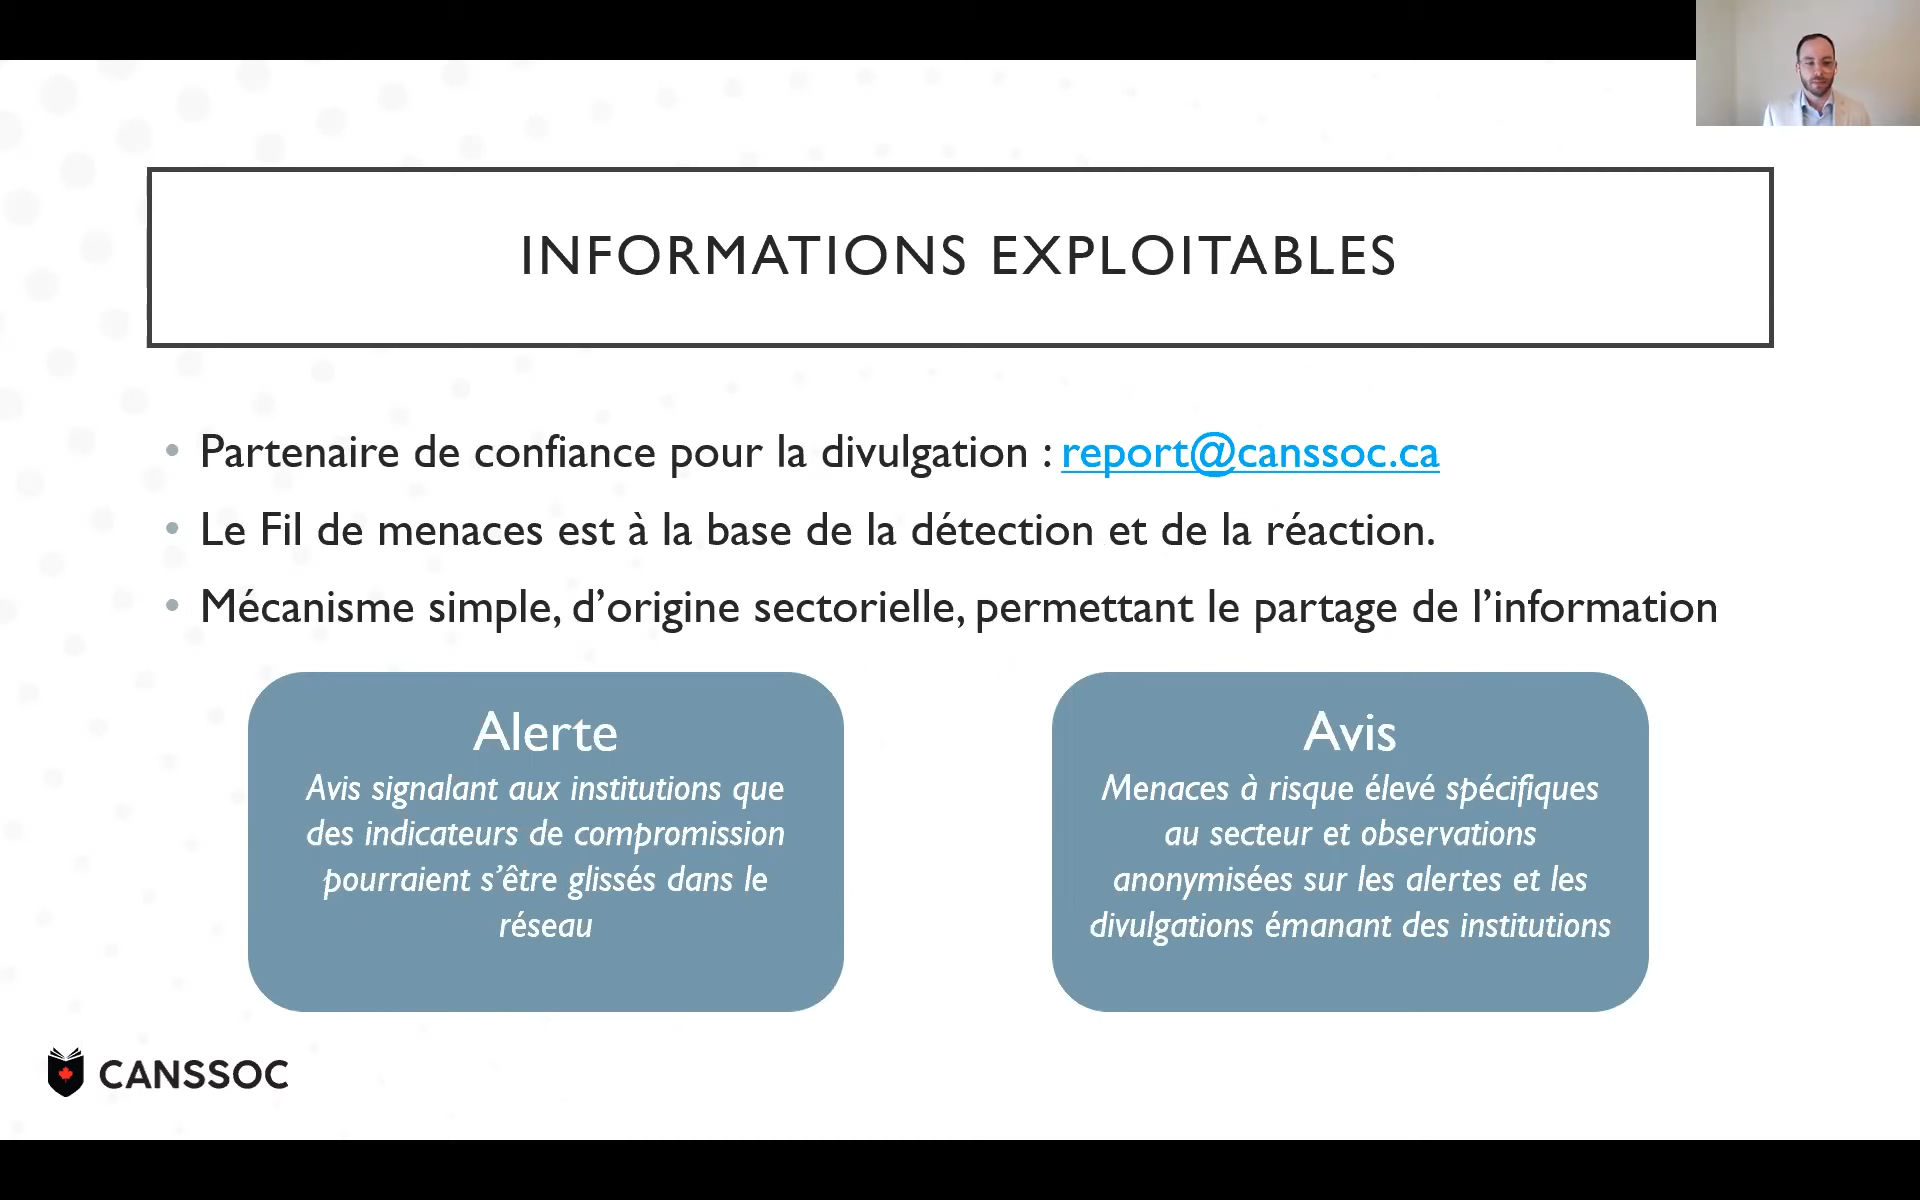 INFORMATIONS EXPLOITABLES
• Partenaire de confiance pour la divulgation : report@canssoc.ca
• Le Fil de menaces est à la base de la détection et de la réaction.
• Mécanisme simple, d’origine sectorielle, permettant le partage de l’information
Alerte
Avis signalant aux institutions que
des indicateurs de compromission
pourraient s’être glissés dans le
réseau
Avis
Menaces à risque élevé spécifiques
au secteur et observations
anonymisées sur les alertes et les
divulgations émanant des institutions
CANSSOC